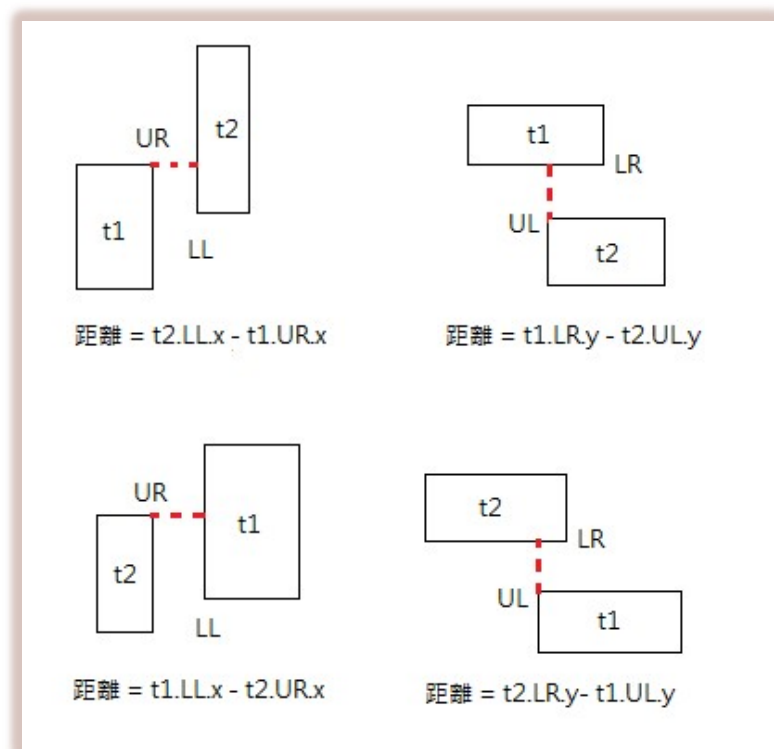 t2
UR
t1
LL
距離 = t2.LL.x - t1.UR.x
t1
LR
UL
t2
距離 = t1.LR.y - t2.UL.y
UR
t1
t2
LL
距離 = t1.LL.x - t2.UR.x
t2
LR
UL
t1
距離 = t2.LR.y- t1.UL.y